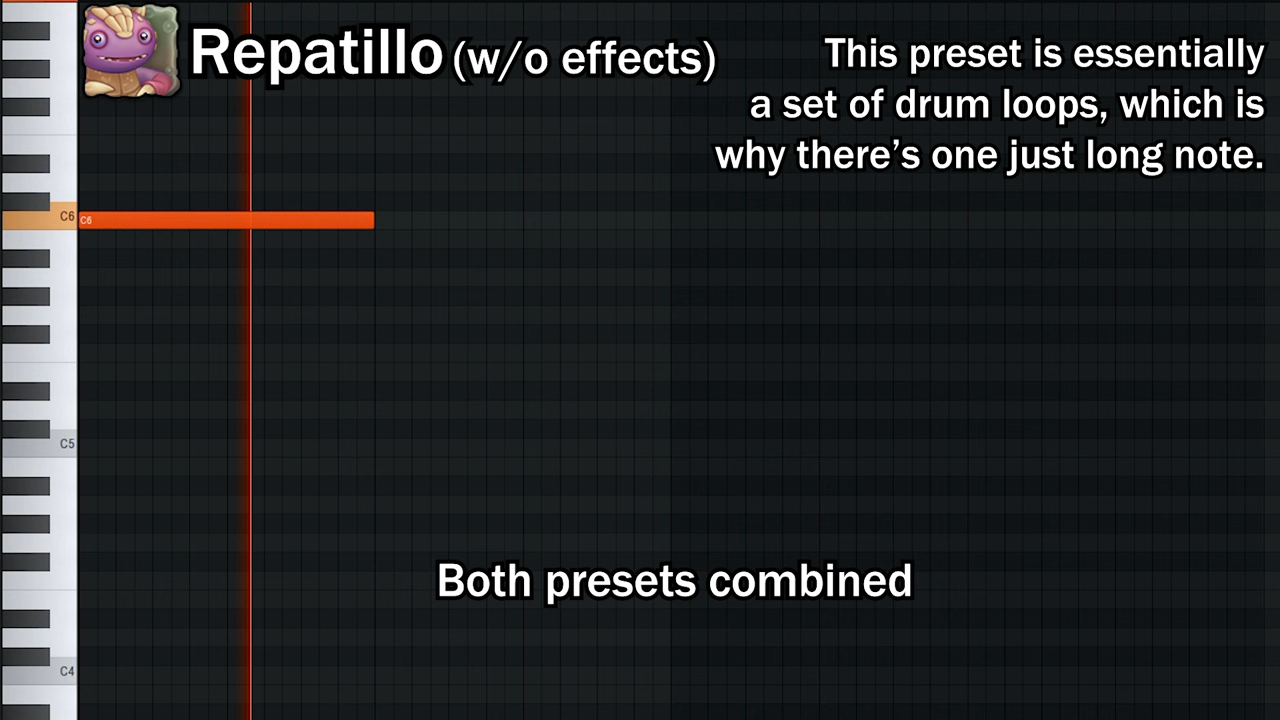 Repatillo (w/o effects)
This preset is essentially
a set of drum loops, which is
why there’s one just long note.
C6
C6
C5
Both presets combined
C4